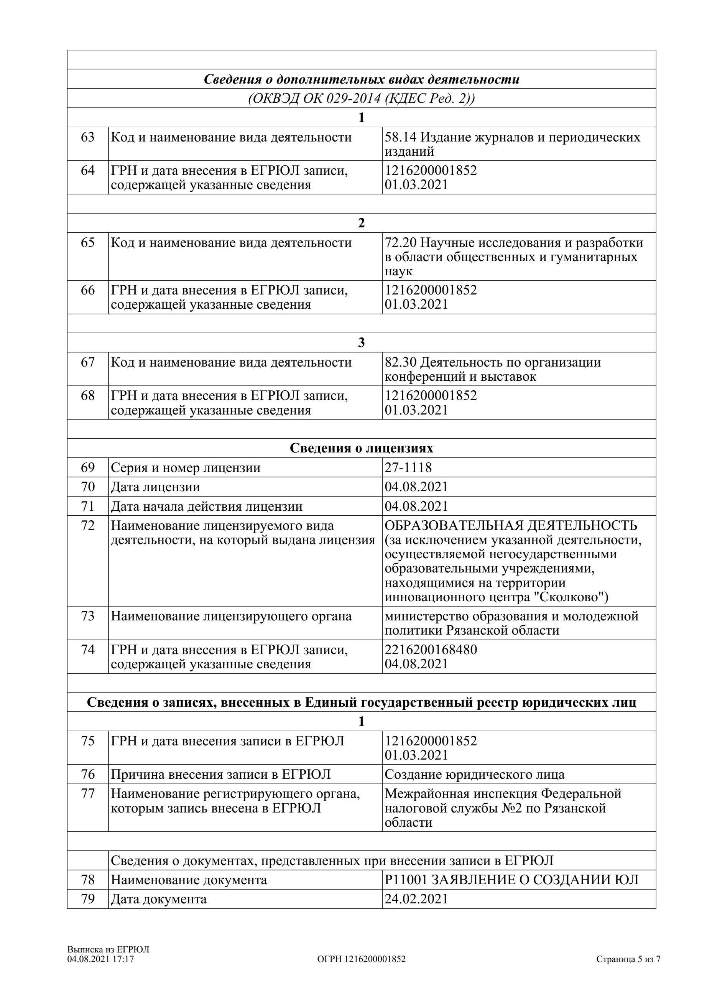 Сведения о дополнительных видах деятельности
(ОКВЭД ОК 029-2014 (КДЕС Ред. 2))
1
63 Код и наименование вида деятельности 58.14 Издание журналов и периодических
изданий
64 ГРН и дата внесения в ЕГРЮЛ записи, 1216200001852
содержащей указанные сведения 01.03.2021
2
65 Код и наименование вида деятельности 72.20 Научные исследования и разработки
в области общественных и гуманитарных
наук
66 ГРН и дата внесения в ЕГРЮЛ записи, 1216200001852
содержащей указанные сведения 01.03.2021
3
67 Код и наименование вида деятельности 82.30 Деятельность по организации
конференций и выставок
68 ГРН и дата внесения в ЕГРЮЛ записи, 1216200001852
содержащей указанные сведения 01.03.2021
Сведения о лицензиях
69 Серия и номер лицензии 27-1118
70 Дата лицензии 04.08.2021
71 Дата начала действия лицензии 04.08.2021
72 Наименование лицензируемого вида ОБРАЗОВАТЕЛЬНАЯ ДЕЯТЕЛЬНОСТЬ
деятельности, на который выдана лицензия (за исключением указанной деятельности,
осуществляемой негосударственными
образовательными учреждениями,
находящимися на территории
инновационного центра "Сколково")
73 Наименование лицензирующего органа министерство образования и молодежной
политики Рязанской области
74 ГРН и дата внесения в ЕГРЮЛ записи, 2216200168480
содержащей указанные сведения 04.08.2021
Сведения о записях, внесенных в Единый государственный реестр юридических лиц
1
75 ГРН и дата внесения записи в ЕГРЮЛ 1216200001852
01.03.2021
76 Причина внесения записи в ЕГРЮЛ Создание юридического лица
77 Наименование регистрирующего органа, Межрайонная инспекция Федеральной
которым запись внесена в ЕГРЮЛ налоговой службы №2 по Рязанской
области
Сведения о документах, представленных при внесении записи в ЕГРЮЛ
78 Наименование документа Р11001 ЗАЯВЛЕНИЕ О СОЗДАНИИ ЮЛ
79 Дата документа 24.02.2021
Выписка из ЕГРЮЛ
04.08.2021 17:17 ОГРН 1216200001852 Страница 5 из 7